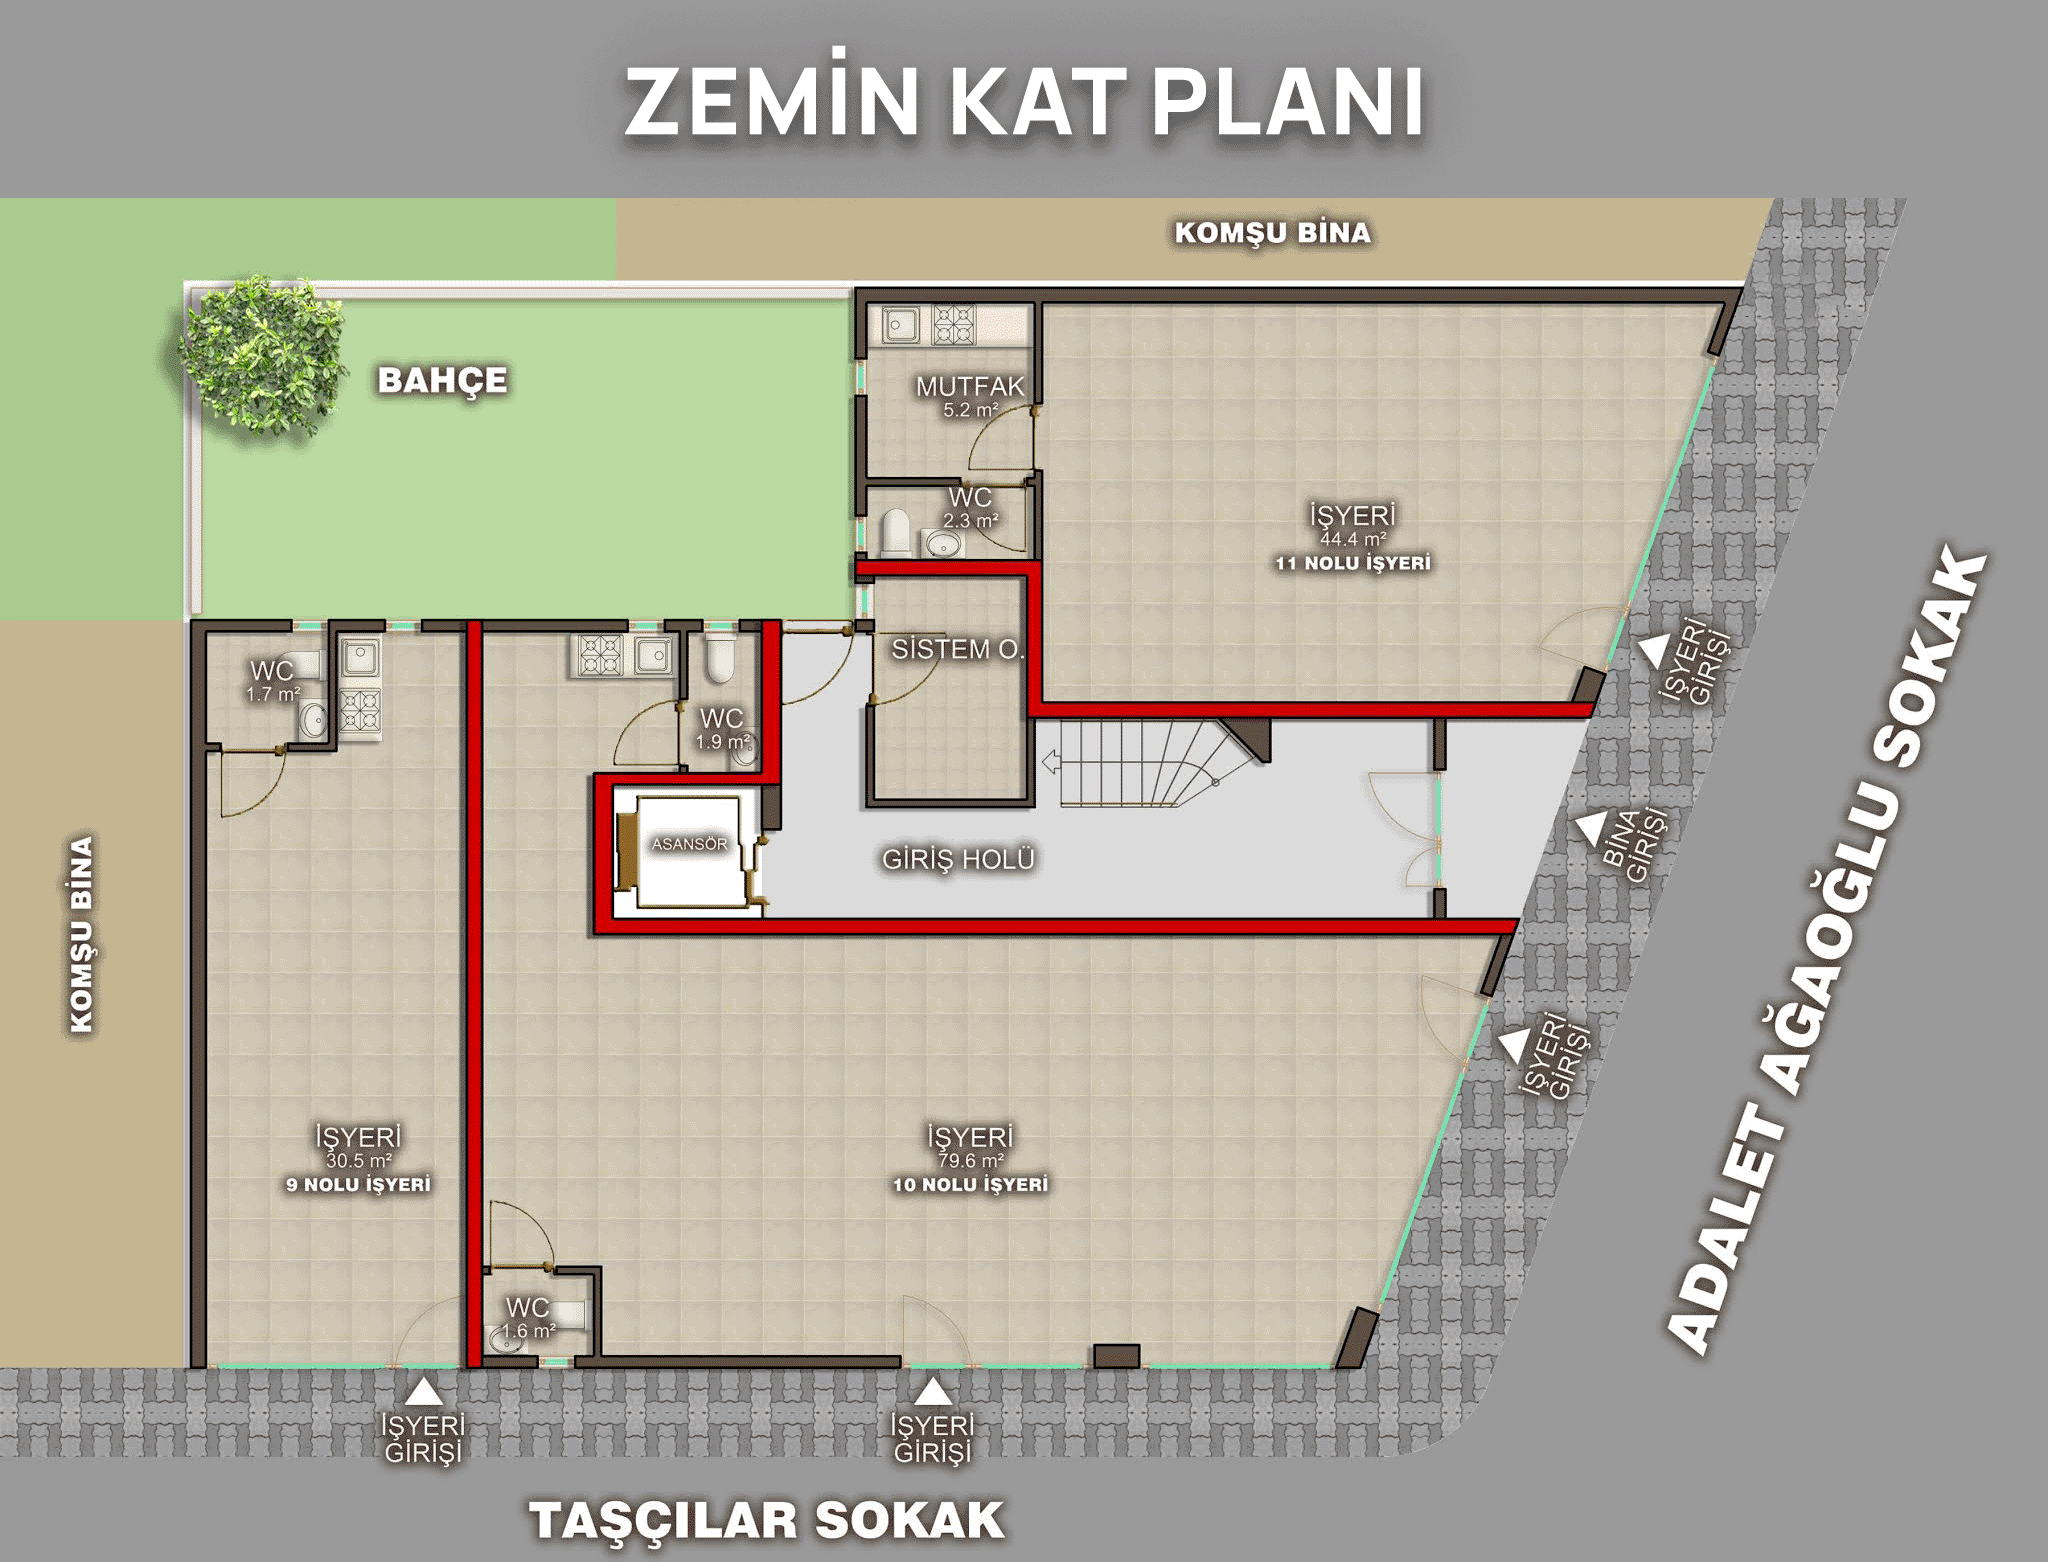 ZEMİN KAT PLANI
KOMŞU BİNA
BAHÇE
MUTFAK
5.2 m²
WC
2.3 m²
İŞYERİ
44.4 m²
11 NOLU İŞYERİ
SİSTEM O.
WC
1.7 m²
WC
1.9 m²
İŞYERİ
GİRİŞİ
ASANSÖR
GİRİŞ HOLÜ
BİNA
GİRİŞİ
KOMŞU BİNA
ADALET AĞAOĞLU SOKAK
İŞYERİ
GİRİŞİ
İŞYERİ
30.5 m²
9 NOLU İŞYERİ
İŞYERİ
79.6 m²
10 NOLU İŞYERİ
WC
1.6 m²
İŞYERİ
GİRİŞİ
İŞYERİ
GİRİŞİ
TAŞÇILAR SOKAK